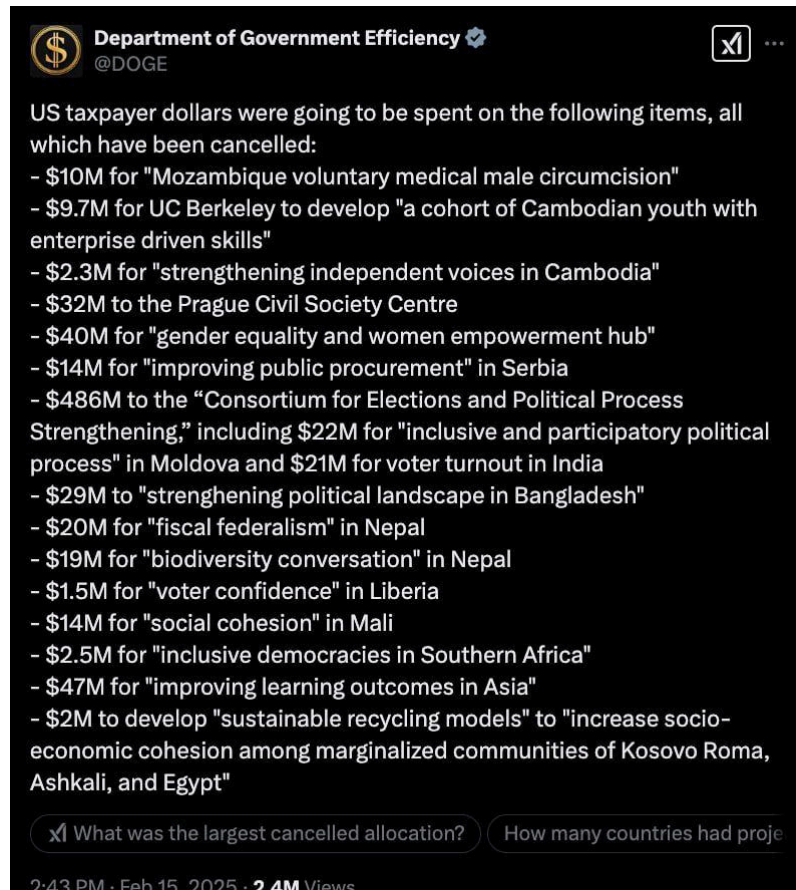 Department of Government Efficiency
@DOGE
US taxpayer dollars were going to be spent on the following items, all
which have been cancelled:
- $10M for "Mozambique voluntary medical male circumcision"
- $9.7M for UC Berkeley to develop "a cohort of Cambodian youth with
enterprise driven skills"
- $2.3M for "strengthening independent voices in Cambodia"
- $32M to the Prague Civil Society Centre
- $40M for "gender equality and women empowerment hub"
- $14M for "improving public procurement" in Serbia
- $486M to the “Consortium for Elections and Political Process
Strengthening,” including $22M for "inclusive and participatory political
process" in Moldova and $21M for voter turnout in India
- $29M to "strenghening political landscape in Bangladesh"
- $20M for "fiscal federalism" in Nepal
- $19M for "biodiversity conversation" in Nepal
- $1.5M for "voter confidence" in Liberia
- $14M for "social cohesion" in Mali
- $2.5M for "inclusive democracies in Southern Africa"
- $47M for "improving learning outcomes in Asia"
- $2M to develop "sustainable recycling models" to "increase socio-
economic cohesion among marginalized communities of Kosovo Roma,
Ashkali, and Egypt"
What was the largest cancelled allocation? How many countries had proje
2:43 PM · Feb 15, 2025 · 2.4M Views